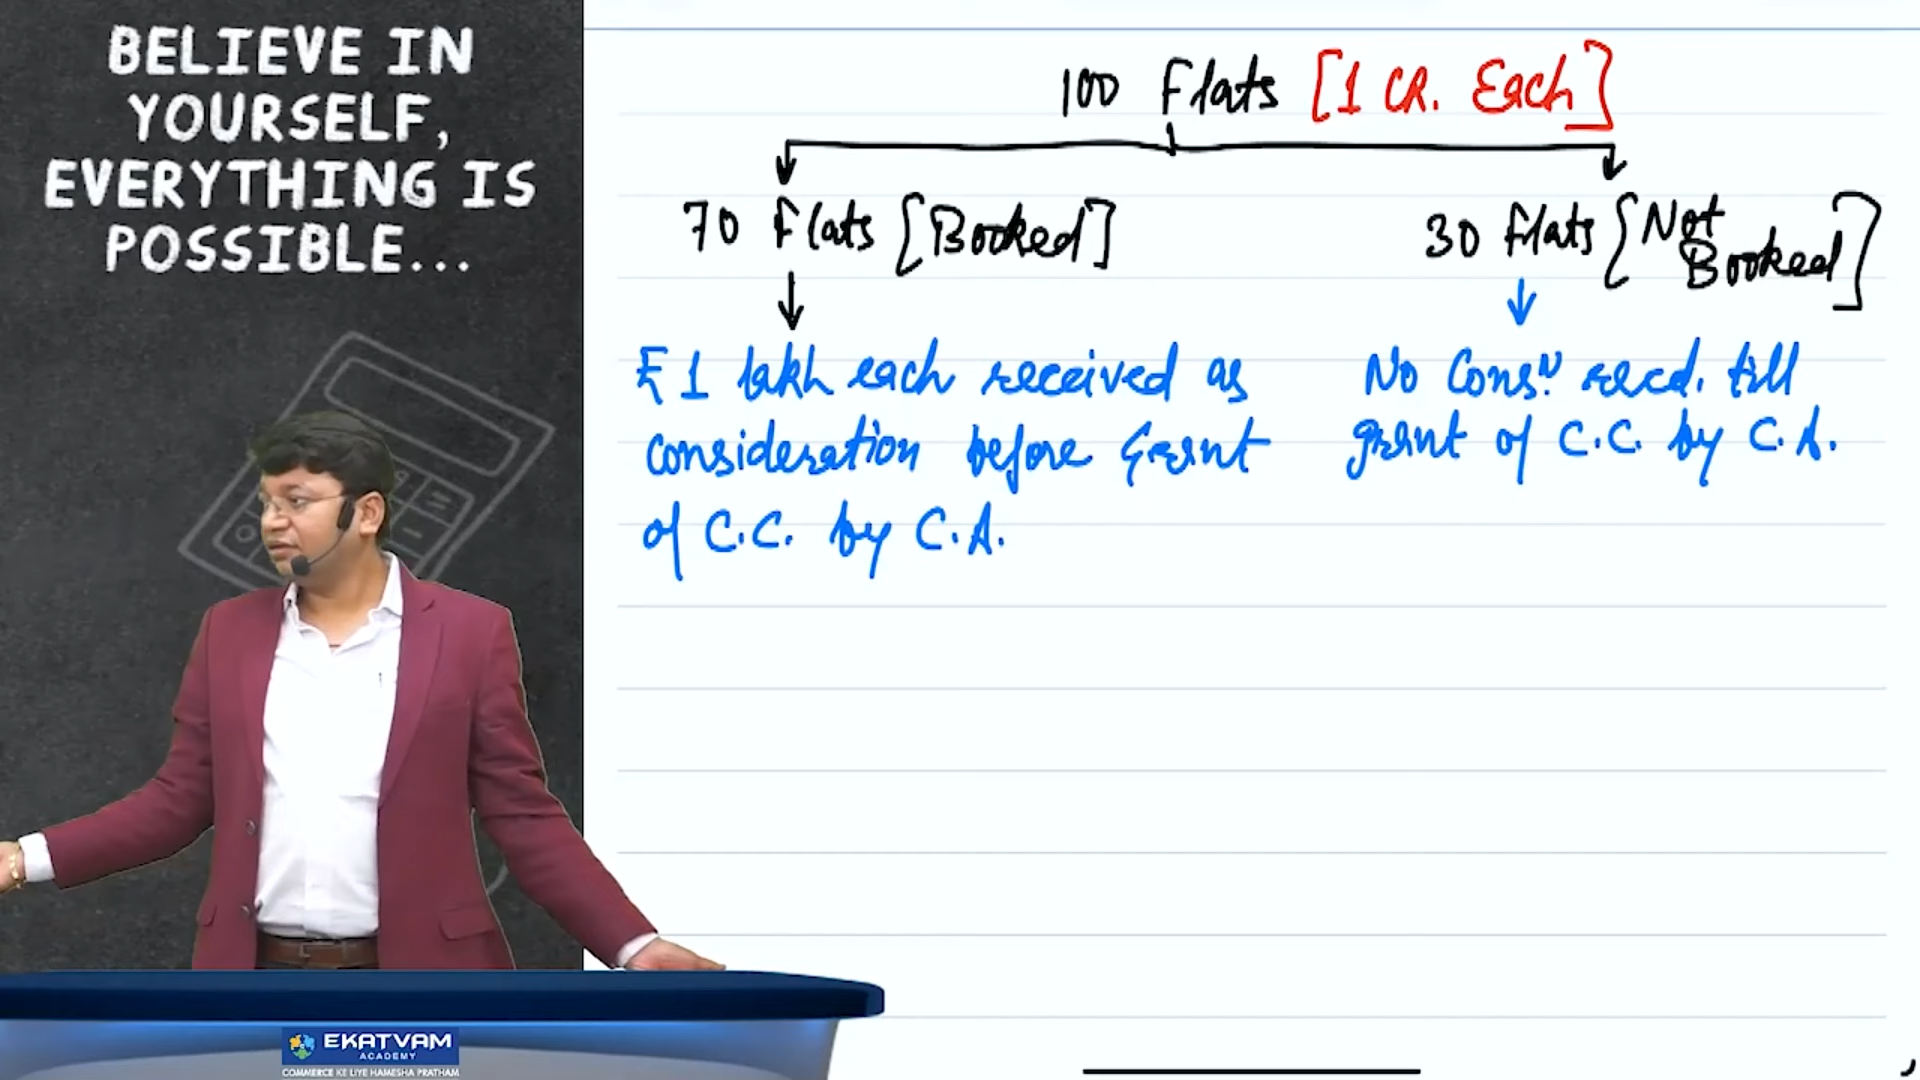 BELIEVE IN
YOURSELF,
EVERYTHING IS
POSSIBLE...
100 Flats [1 CR. Each]
70 Flats [Booked]
30 Flats [Not Booked]
₹ 1 lakh each received as
consideration before Grant
of C.C. by C.A.
No Cons.ⁿ recd. till
grant of C.C. by C.A.
EKATVAM
ACADEMY
COMMERCE KE LIYE HAMESHA PRATHAM